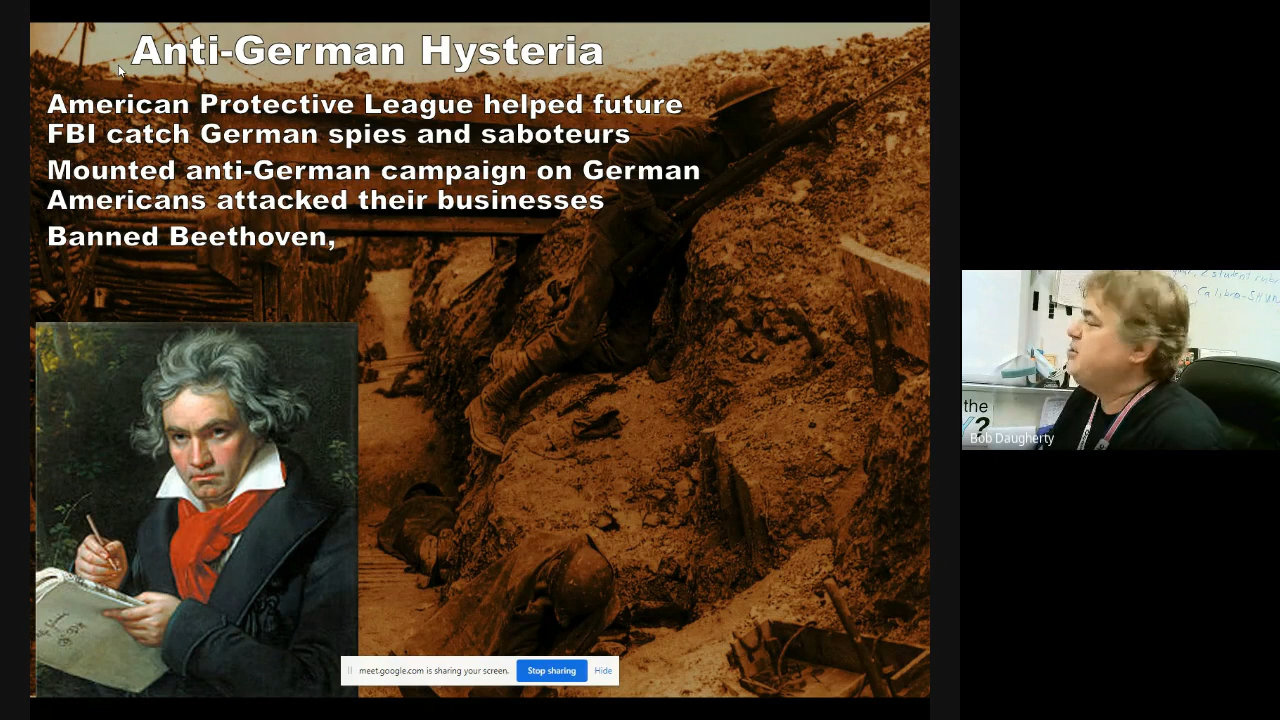 Anti-German Hysteria
American Protective League helped future
FBI catch German spies and saboteurs
Mounted anti-German campaign on German
Americans attacked their businesses
Banned Beethoven,
meet.google.com is sharing your screen.
Stop sharing
Hide
the
?
Bob Daugherty